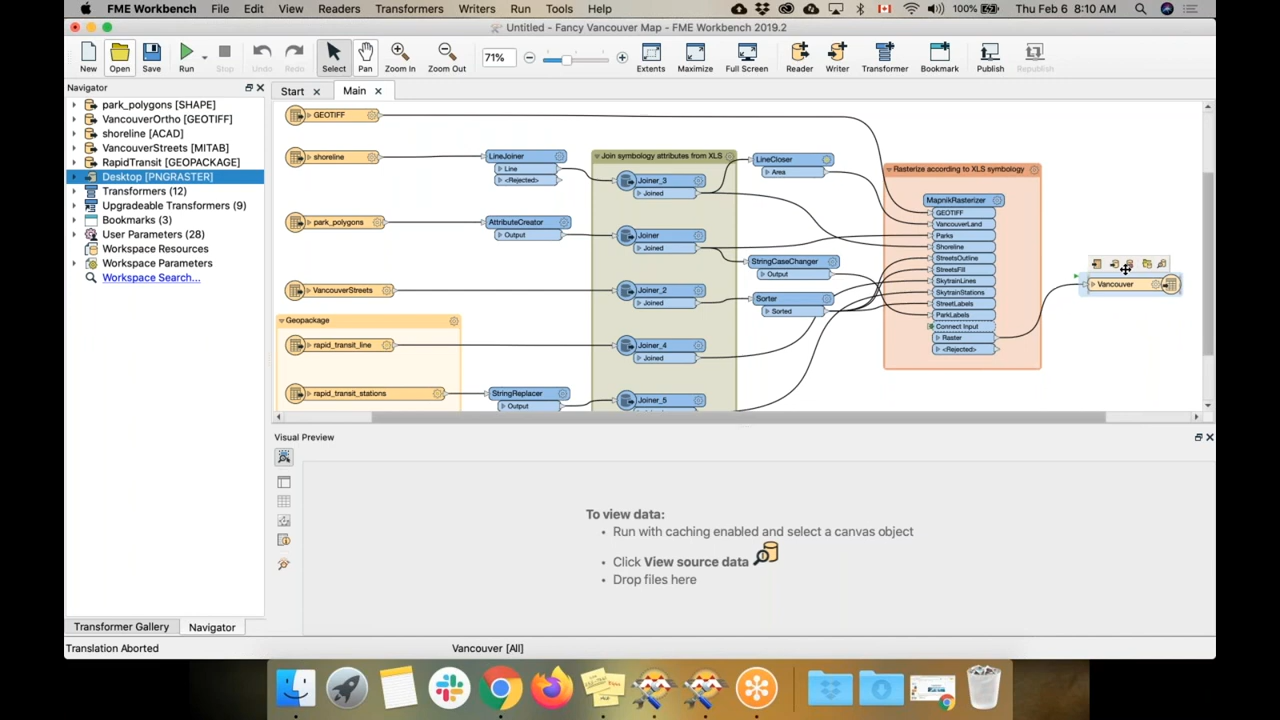 FME Workbench File Edit View Readers Transformers Writers Run Tools Help 100% Thu Feb 6 8:10 AM
Untitled - Fancy Vancouver Map - FME Workbench 2019.2
New Open Save Run Stop Undo Redo Select Pan Zoom In Zoom Out 71% Extents Maximize Full Screen Reader Writer Transformer Bookmark Publish Republish
Navigator
park_polygons [SHAPE]
VancouverOrtho [GEOTIFF]
shoreline [ACAD]
VancouverStreets [MITAB]
RapidTransit [GEOPACKAGE]
Desktop [PNGRASTER]
Transformers (12)
Upgradeable Transformers (9)
Bookmarks (3)
User Parameters (28)
Workspace Resources
Workspace Parameters
Workspace Search...
Transformer Gallery Navigator
Start Main
GEOTIFF
shoreline
park_polygons
VancouverStreets
Geopackage
rapid_transit_line
rapid_transit_stations
LineJoiner
Line
<Rejected>
AttributeCreator
Output
StringReplacer
Output
Join symbology attributes from XLS
Joiner_3
Joined
Joiner
Joined
Joiner_2
Joined
Joiner_4
Joined
Joiner_5
LineCloser
Area
StringCaseChanger
Output
Sorter
Sorted
Rasterize according to XLS symbology
MapnikRasterizer
GEOTIFF
VancouverLand
Parks
Shoreline
StreetsOutline
StreetsFill
SkytrainLines
SkytrainStations
StreetLabels
ParkLabels
Connect Input
Raster
<Rejected>
Vancouver
Visual Preview
To view data:
• Run with caching enabled and select a canvas object
• Click View source data
• Drop files here
Translation Aborted Vancouver [All]